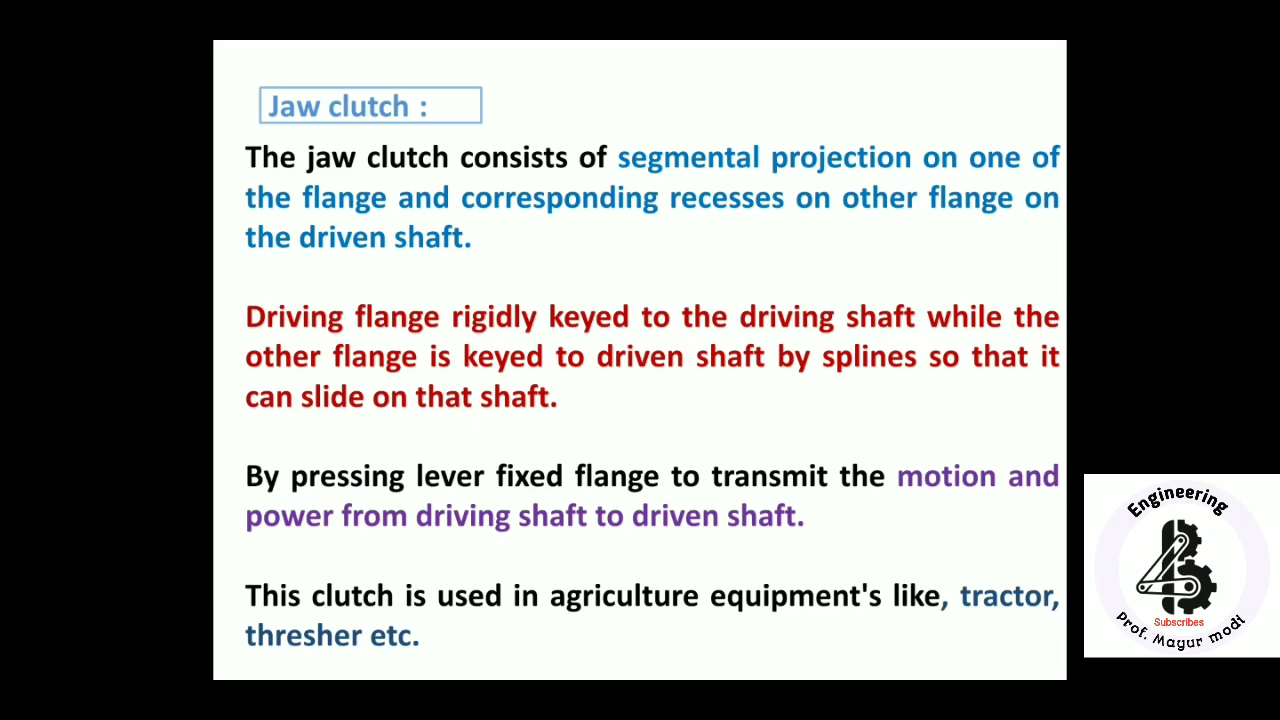 Jaw clutch :
The jaw clutch consists of segmental projection on one of
the flange and corresponding recesses on other flange on
the driven shaft.
Driving flange rigidly keyed to the driving shaft while the
other flange is keyed to driven shaft by splines so that it
can slide on that shaft.
By pressing lever fixed flange to transmit the motion and
power from driving shaft to driven shaft.
This clutch is used in agriculture equipment's like, tractor,
thresher etc.
Engineering
Subscribes
Prof. Mayur modi